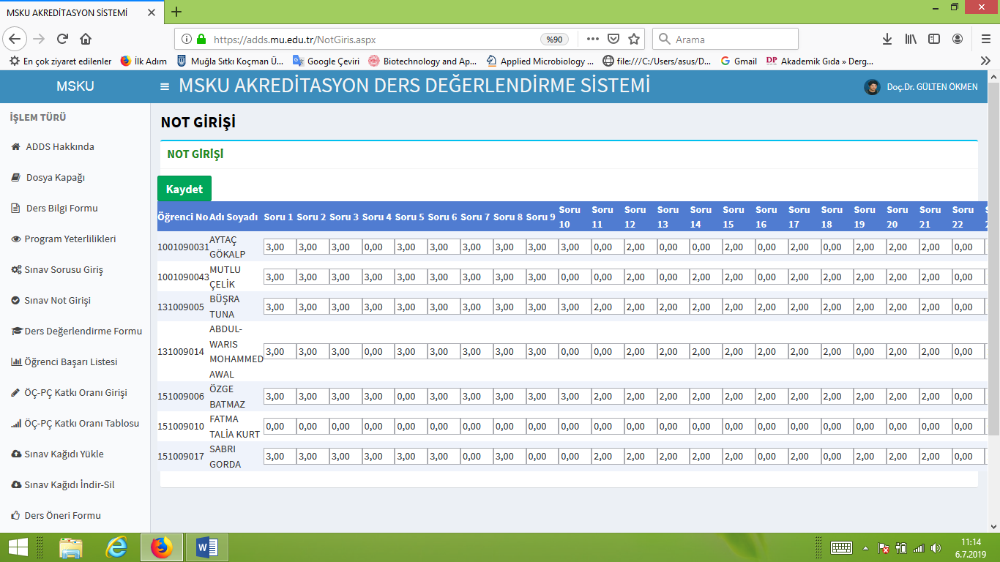 MSKU AKREDİTASYON SİSTEMİ
https://adds.mu.edu.tr/NotGiris.aspx %90 Arama
En çok ziyaret edilenler İlk Adım Muğla Sıtkı Koçman Ü... Google Çeviri Biotechnology and Ap... Applied Microbiology ... file:///C:/Users/asus/D... Gmail DP Akademik Gıda » Derg...
MSKU MSKU AKREDİTASYON DERS DEĞERLENDİRME SİSTEMİ Doç.Dr. GÜLTEN ÖKMEN
İŞLEM TÜRÜ
ADDS Hakkında
Dosya Kapağı
Ders Bilgi Formu
Program Yeterlilikleri
Sınav Sorusu Giriş
Sınav Not Girişi
Ders Değerlendirme Formu
Öğrenci Başarı Listesi
ÖÇ-PÇ Katkı Oranı Girişi
ÖÇ-PÇ Katkı Oranı Tablosu
Sınav Kağıdı Yükle
Sınav Kağıdı İndir-Sil
Ders Öneri Formu
NOT GİRİŞİ
NOT GİRİŞİ
Kaydet
Öğrenci No Adı Soyadı Soru 1 Soru 2 Soru 3 Soru 4 Soru 5 Soru 6 Soru 7 Soru 8 Soru 9 Soru 10 Soru 11 Soru 12 Soru 13 Soru 14 Soru 15 Soru 16 Soru 17 Soru 18 Soru 19 Soru 20 Soru 21 Soru 22
1001090031 AYTAÇ GÖKALP 3,00 3,00 3,00 0,00 3,00 3,00 3,00 3,00 3,00 3,00 0,00 2,00 0,00 0,00 2,00 0,00 2,00 0,00 2,00 2,00 2,00 0,00
1001090043 MUTLU ÇELİK 3,00 3,00 3,00 3,00 3,00 3,00 3,00 3,00 3,00 0,00 0,00 2,00 0,00 2,00 2,00 0,00 2,00 2,00 2,00 2,00 2,00 0,00
131009005 BÜŞRA TUNA 3,00 3,00 3,00 3,00 3,00 3,00 3,00 3,00 3,00 3,00 2,00 2,00 2,00 2,00 2,00 2,00 2,00 2,00 2,00 2,00 2,00 0,00
131009014 ABDUL-WARIS MOHAMMED AWAL 3,00 3,00 3,00 0,00 3,00 3,00 3,00 3,00 3,00 0,00 0,00 2,00 2,00 2,00 2,00 2,00 2,00 2,00 0,00 2,00 2,00 0,00
151009006 ÖZGE BATMAZ 3,00 3,00 3,00 3,00 0,00 3,00 3,00 3,00 3,00 3,00 2,00 2,00 2,00 2,00 2,00 2,00 2,00 2,00 2,00 2,00 2,00 0,00
151009010 FATMA TALİA KURT 0,00 0,00 0,00 0,00 0,00 0,00 0,00 0,00 0,00 0,00 0,00 0,00 0,00 0,00 0,00 0,00 0,00 0,00 0,00 0,00 0,00 0,00
151009017 SABRI GORDA 3,00 3,00 3,00 3,00 3,00 3,00 0,00 3,00 0,00 0,00 2,00 2,00 2,00 2,00 2,00 0,00 2,00 0,00 0,00 2,00 2,00 0,00
11:14
6.7.2019